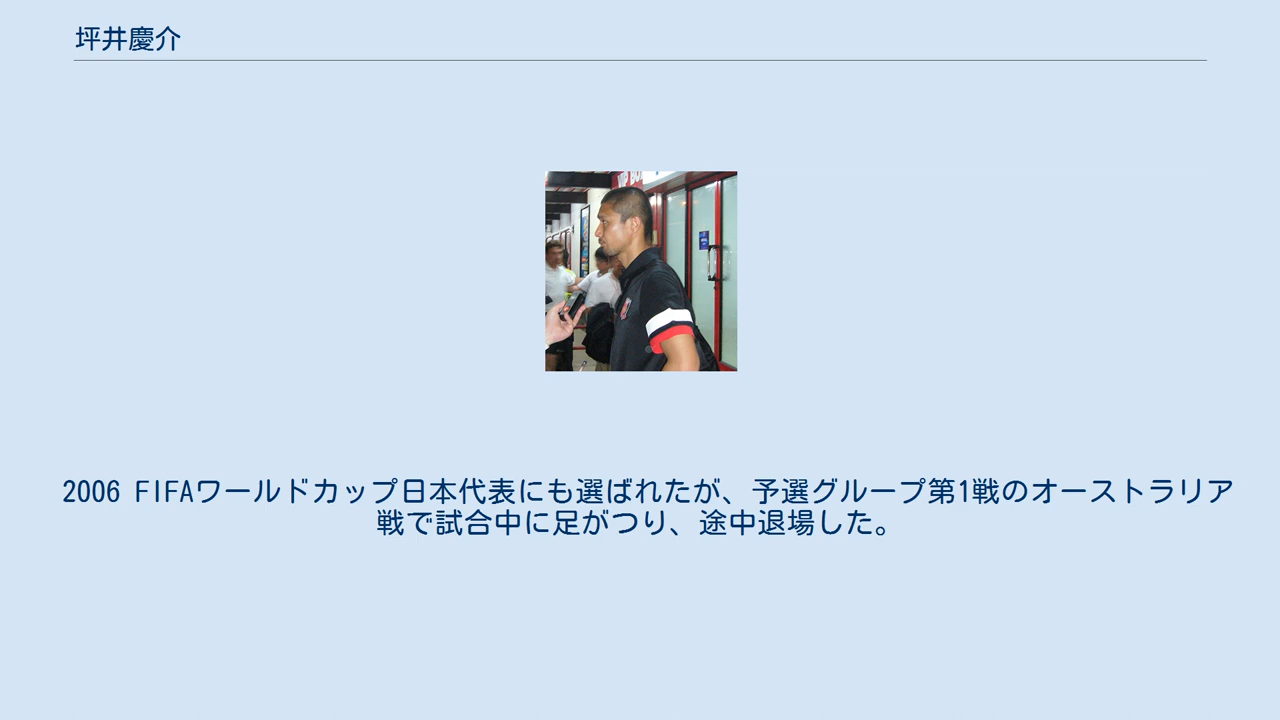 坪井慶介
2006 FIFAワールドカップ日本代表にも選ばれたが、予選グループ第1戦のオーストラリア
戦で試合中に足がつり、途中退場した。